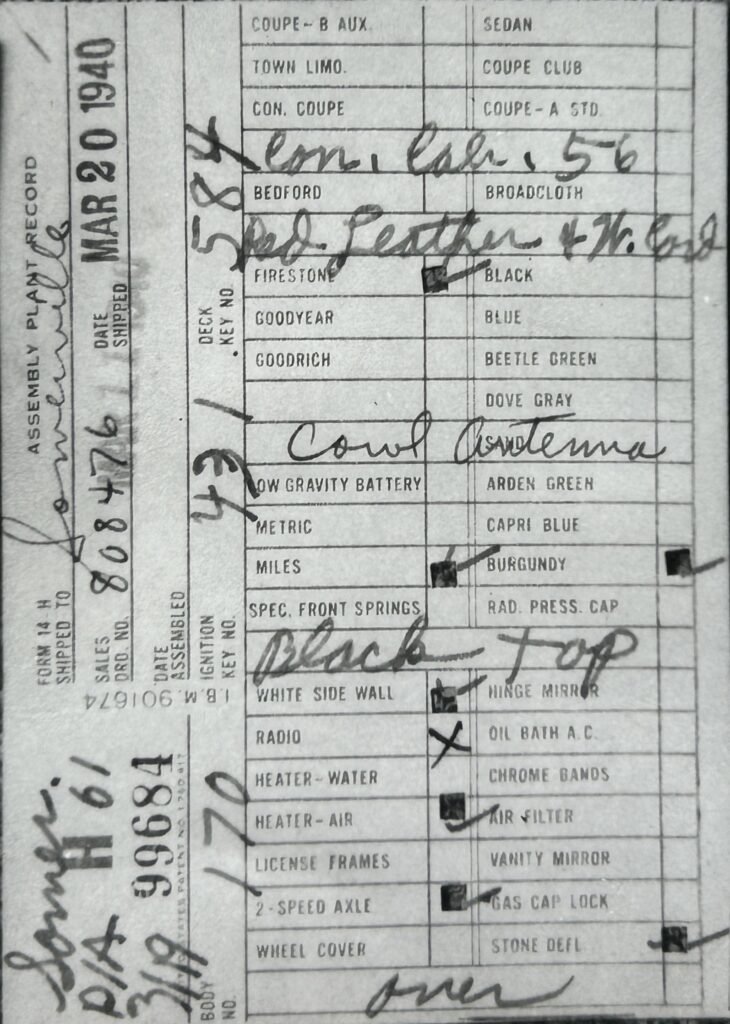 ASSEMBLY PLANT RECORD
FORM 14-H
SHIPPED TO Somerville
SALES ORD. NO. 808476 DATE SHIPPED MAR 20 1940
DATE ASSEMBLED
IGNITION KEY NO. 431 DECK KEY NO. 584
I.B.M. 901674
Somer.
D/A H 61
3/19 99684
BODY NO. 170
COUPE-B AUX. SEDAN
TOWN LIMO. COUPE CLUB
CON. COUPE COUPE-A STD.
Con. Cab. 56
BEDFORD BROADCLOTH
Red Leather & W. Cord
FIRESTONE BLACK
GOODYEAR BLUE
GOODRICH BEETLE GREEN
DOVE GRAY
Cowl Antenna SAND
LOW GRAVITY BATTERY ARDEN GREEN
METRIC CAPRI BLUE
MILES BURGUNDY
SPEC. FRONT SPRINGS RAD. PRESS. CAP
Black top
WHITE SIDE WALL HINGE MIRROR
RADIO X OIL BATH A.C.
HEATER-WATER CHROME BANDS
HEATER-AIR AIR FILTER
LICENSE FRAMES VANITY MIRROR
2-SPEED AXLE GAS CAP LOCK
WHEEL COVER STONE DEFL
over